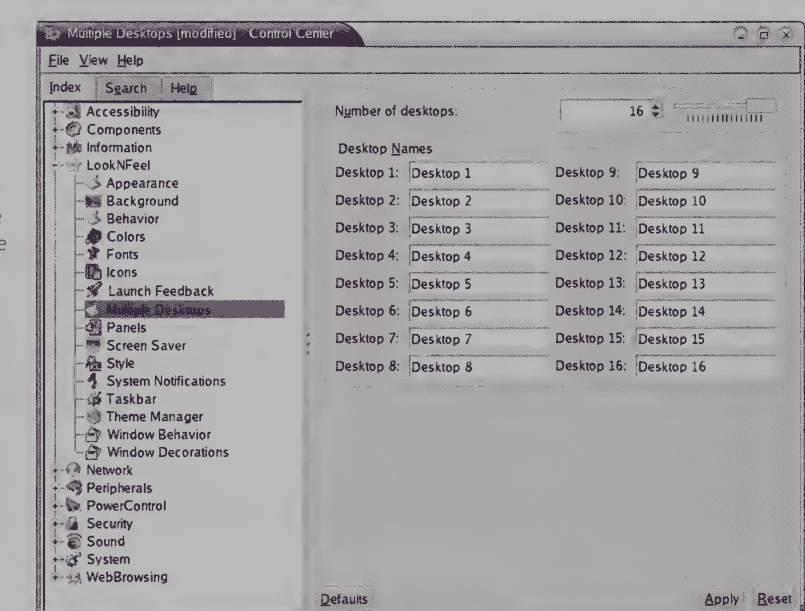 Multiple Desktops [modified] - Control Center
File View Help
Index Search Help
Accessibility
Components
Information
LookNFeel
Appearance
Background
Behavior
Colors
Fonts
Icons
Launch Feedback
Multiple Desktops
Panels
Screen Saver
Style
System Notifications
Taskbar
Theme Manager
Window Behavior
Window Decorations
Network
Peripherals
PowerControl
Security
Sound
System
WebBrowsing
Number of desktops: 16
Desktop Names
Desktop 1: Desktop 1 Desktop 9: Desktop 9
Desktop 2: Desktop 2 Desktop 10: Desktop 10
Desktop 3: Desktop 3 Desktop 11: Desktop 11
Desktop 4: Desktop 4 Desktop 12: Desktop 12
Desktop 5: Desktop 5 Desktop 13: Desktop 13
Desktop 6: Desktop 6 Desktop 14: Desktop 14
Desktop 7: Desktop 7 Desktop 15: Desktop 15
Desktop 8: Desktop 8 Desktop 16: Desktop 16
Defaults Apply Reset